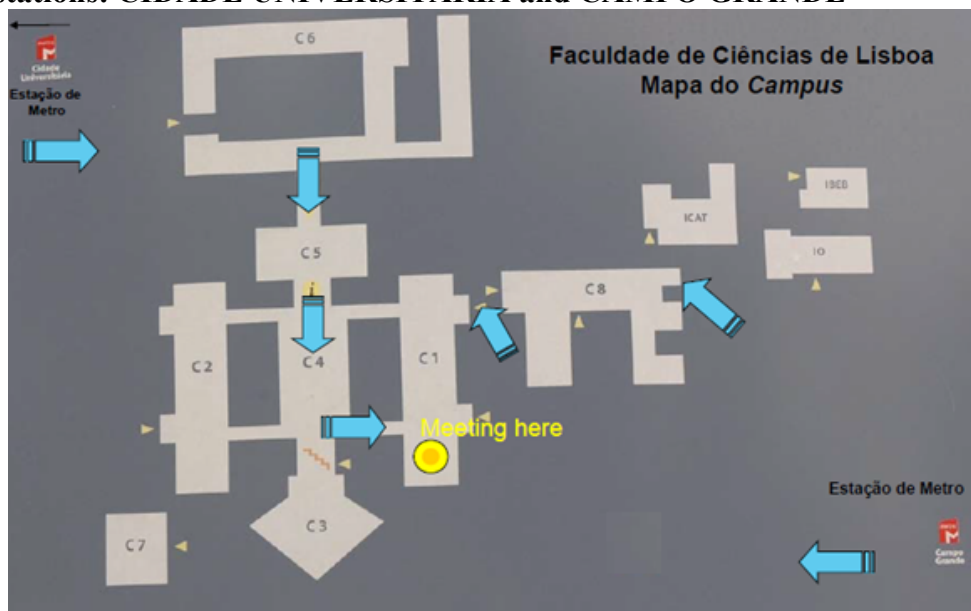 stations: CIDADE UNIVERSITÁRIA and CAMPO GRANDE
Faculdade de Ciências de Lisboa
Mapa do Campus
Cidade
Universitária
Estação de
Metro
C6
C5
i
C4
C2
C1
C8
ICAT
IBEB
IO
Meeting here
C3
C7
Estação de Metro
Campo
Grande